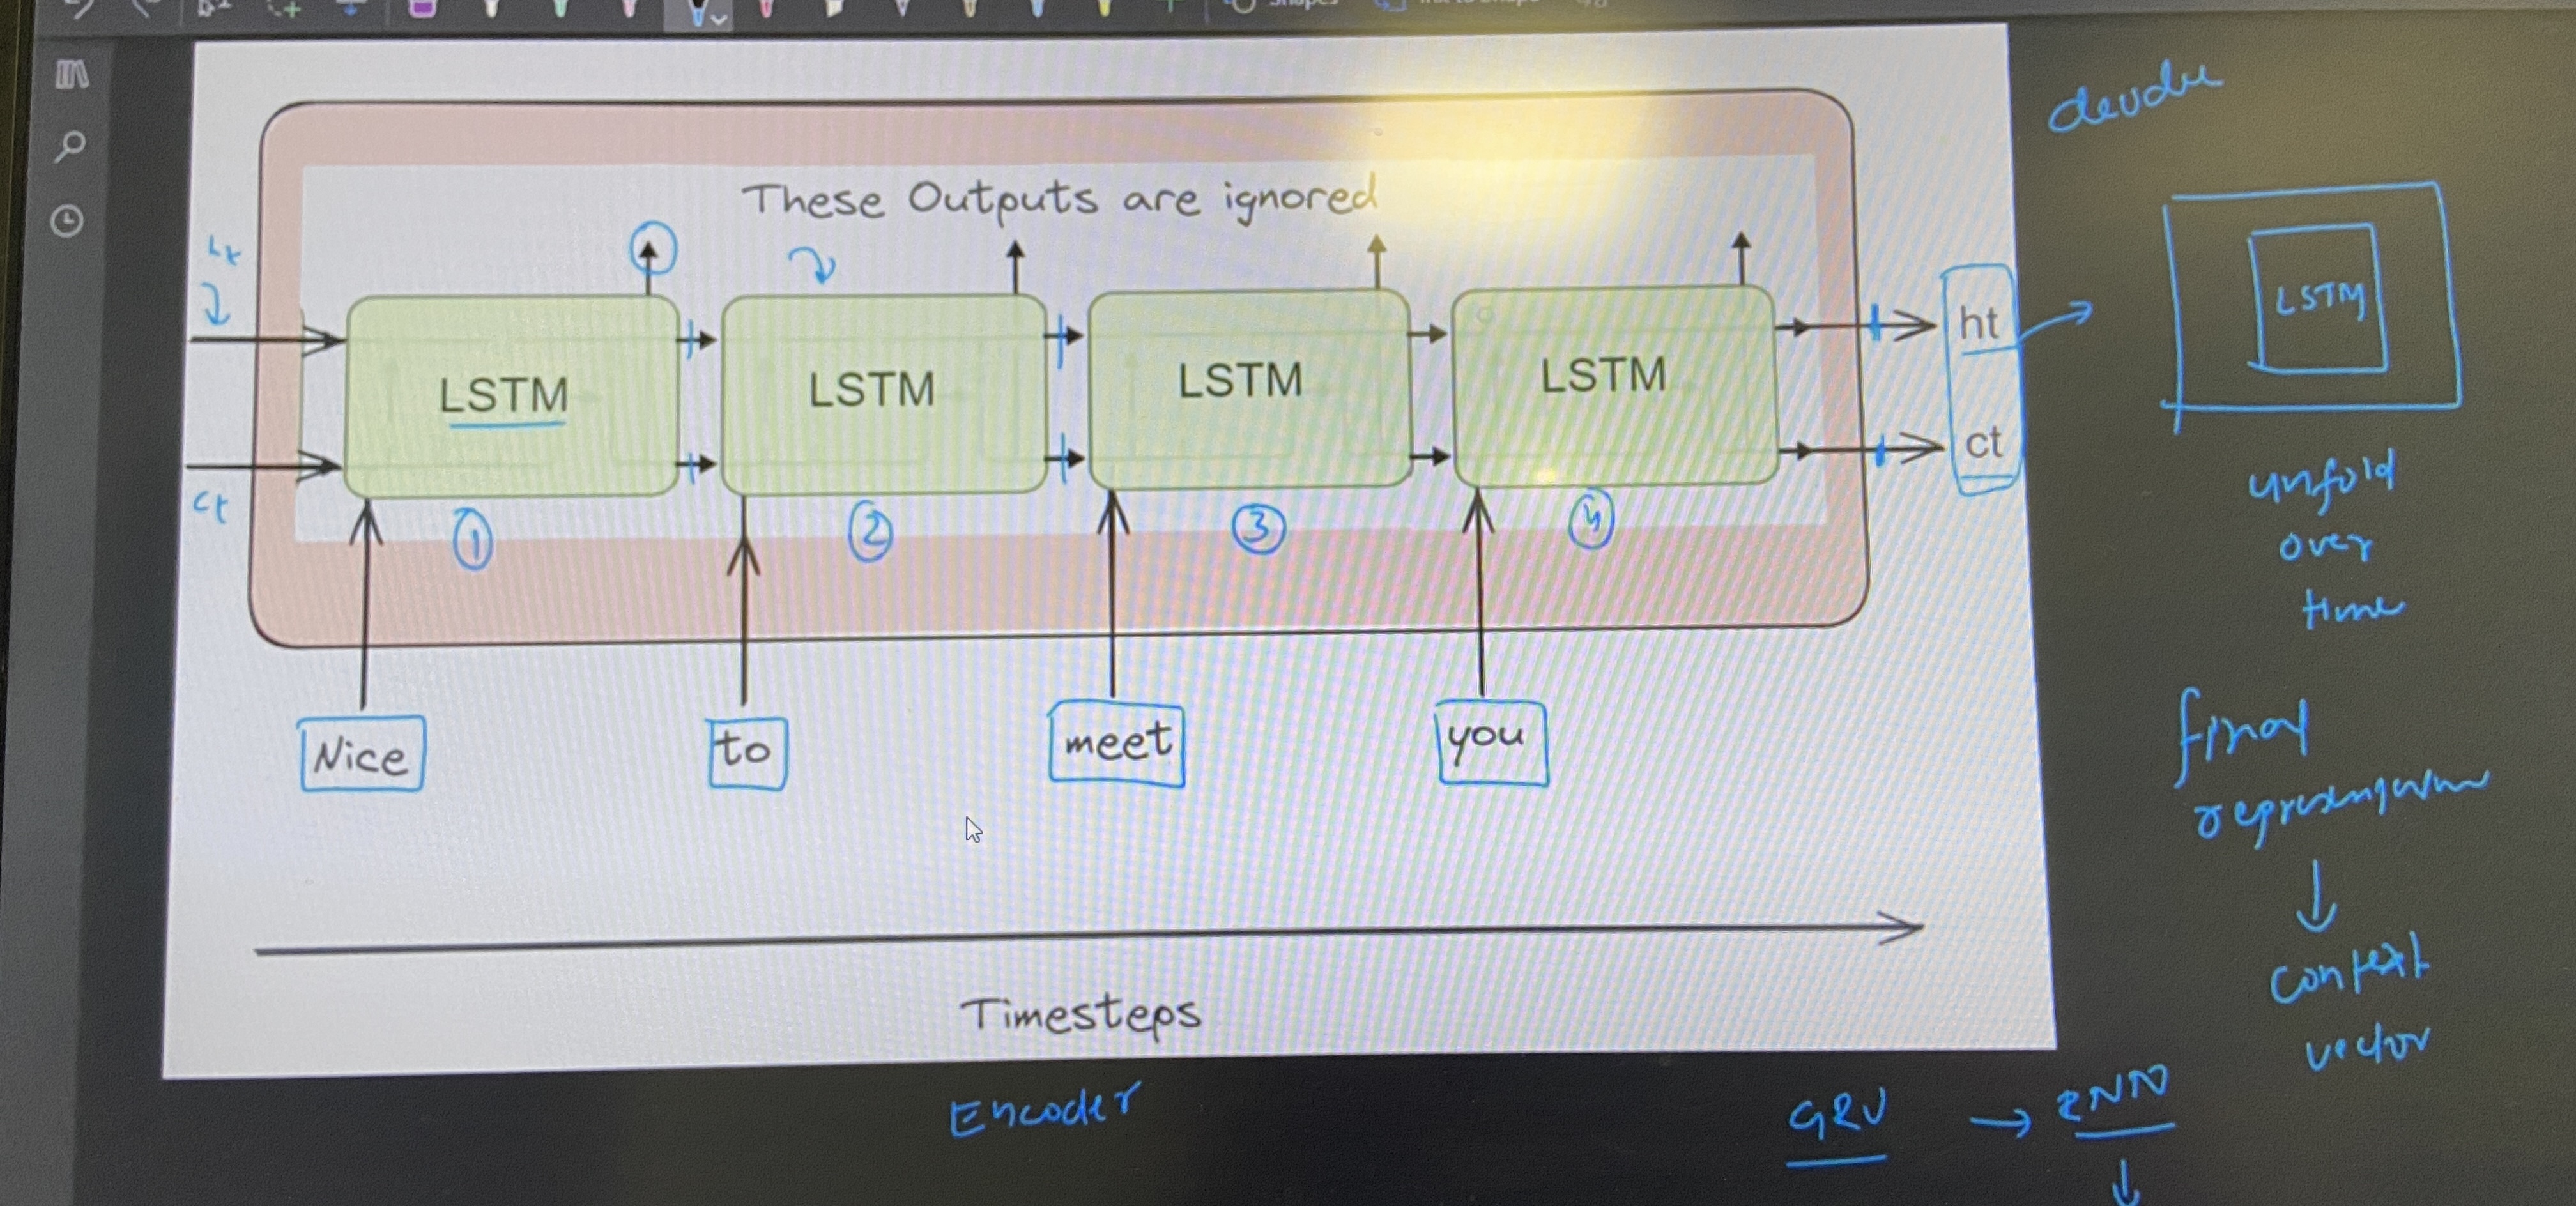 decoder
These Outputs are ignored
ht
LSTM
LSTM
LSTM
LSTM
LSTM
ht
ct
ct
1
2
3
4
unfold
over
time
Nice
to
meet
you
final
representation
context
vector
Timesteps
Encoder
GRU → RNN